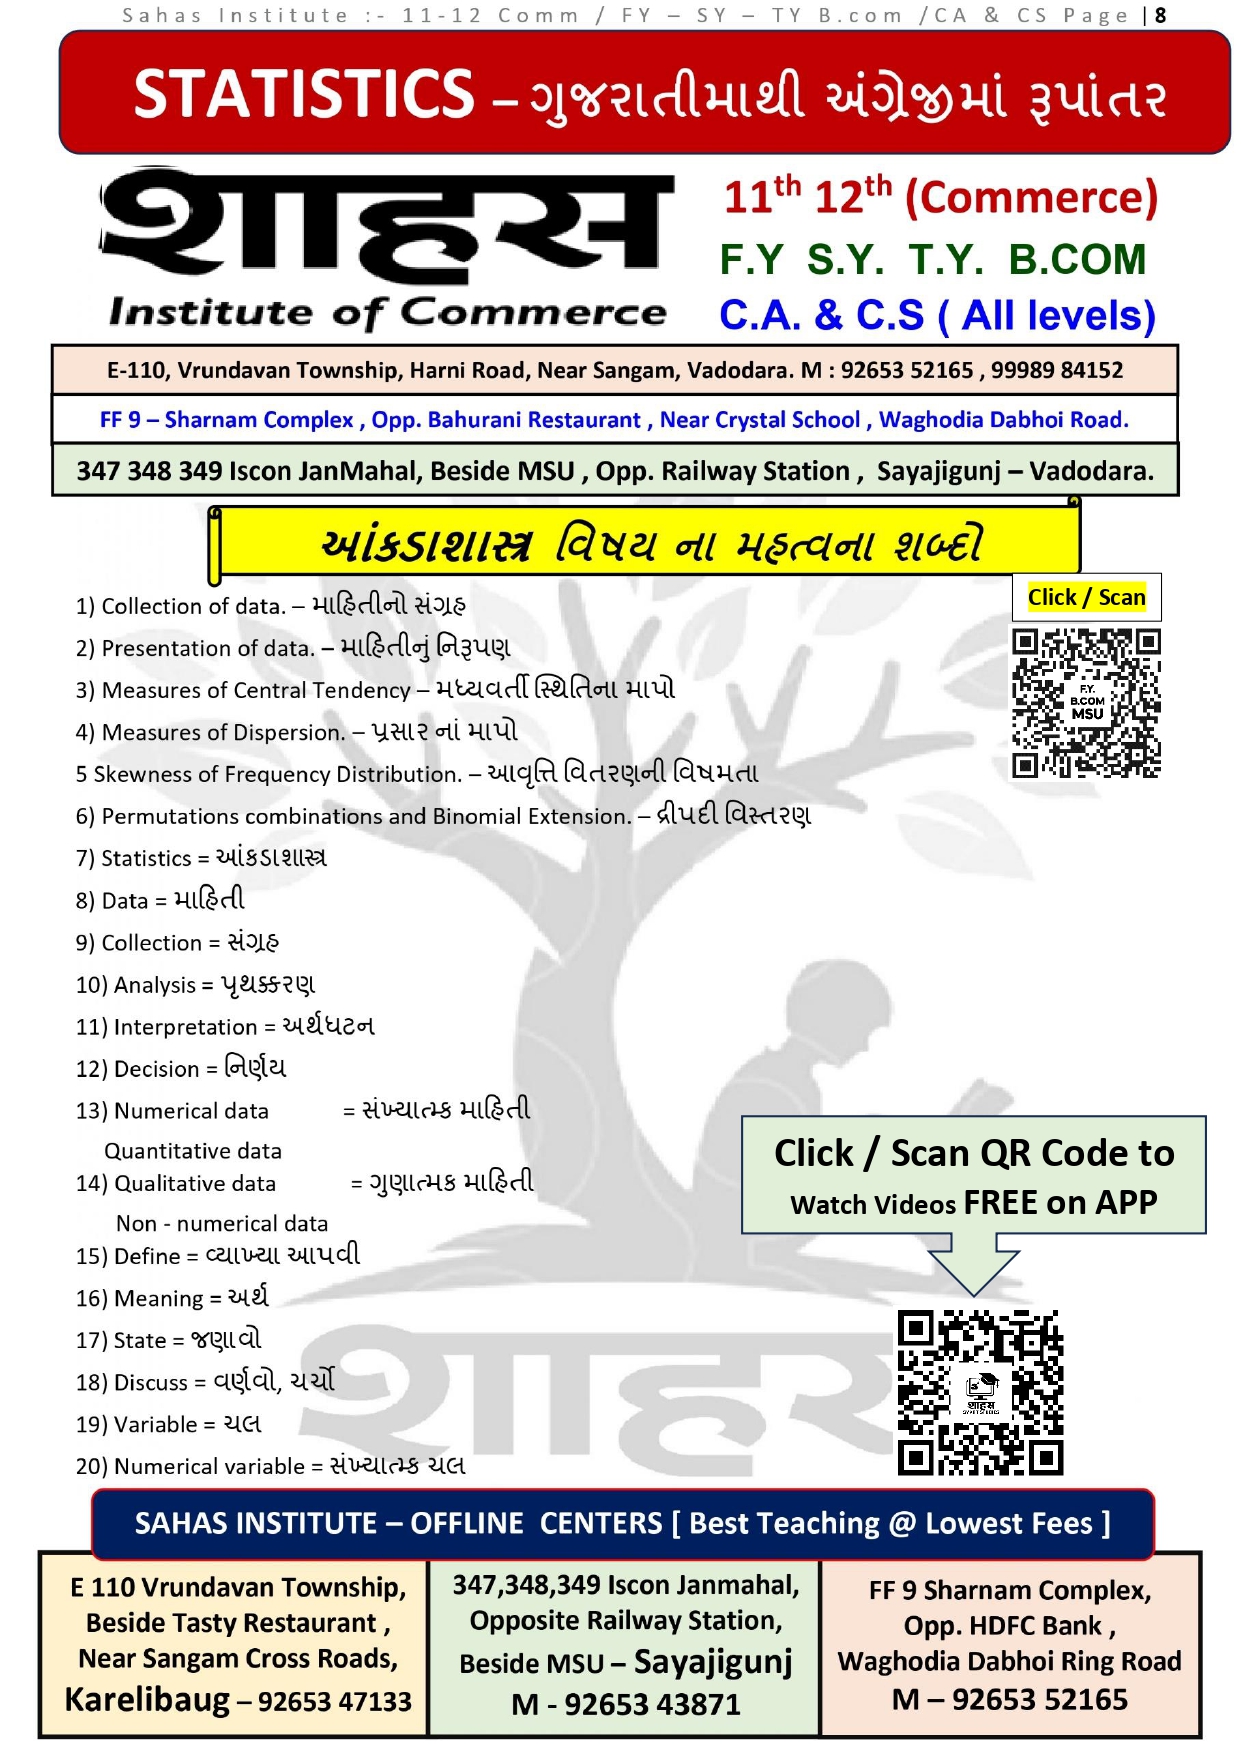 Sahas Institute :- 11-12 Comm / FY – SY – TY B.com /CA & CS Page | 8
STATISTICS – ગુજરાતીમાથી અંગ્રેજીમાં રૂપાંતર
શાहस
Institute of Commerce
11th 12th (Commerce)
F.Y S.Y. T.Y. B.COM
C.A. & C.S ( All levels)
E-110, Vrundavan Township, Harni Road, Near Sangam, Vadodara. M : 92653 52165 , 99989 84152
FF 9 – Sharnam Complex , Opp. Bahurani Restaurant , Near Crystal School , Waghodia Dabhoi Road.
347 348 349 Iscon JanMahal, Beside MSU , Opp. Railway Station , Sayajigunj – Vadodara.
આંકડાશાસ્ત્ર વિષય ના મહત્વના શબ્દો
Click / Scan
F.Y.
B.COM
MSU
1) Collection of data. – માહિતીનો સંગ્રહ
2) Presentation of data. – માહિતીનું નિરૂપણ
3) Measures of Central Tendency – મધ્યવર્તી સ્થિતિના માપો
4) Measures of Dispersion. – પ્રસાર નાં માપો
5 Skewness of Frequency Distribution. – આવૃત્તિ વિતરણની વિષમતા
6) Permutations combinations and Binomial Extension. – દ્રીપદી વિસ્તરણ
7) Statistics = આંકડાશાસ્ત્ર
8) Data = માહિતી
9) Collection = સંગ્રહ
10) Analysis = પૃથક્કરણ
11) Interpretation = અર્થઘટન
12) Decision = નિર્ણય
13) Numerical data = સંખ્યાત્મ્ક માહિતી
Quantitative data
14) Qualitative data = ગુણાત્મક માહિતી
Non - numerical data
15) Define = વ્યાખ્યા આપવી
16) Meaning = અર્થ
17) State = જણાવો
18) Discuss = વર્ણવો, ચર્ચો
19) Variable = ચલ
20) Numerical variable = સંખ્યાત્મ્ક ચલ
Click / Scan QR Code to
Watch Videos FREE on APP
શાहस
SAHAS INSTITUTE – OFFLINE CENTERS [ Best Teaching @ Lowest Fees ]
E 110 Vrundavan Township,
Beside Tasty Restaurant ,
Near Sangam Cross Roads,
Karelibaug – 92653 47133
347,348,349 Iscon Janmahal,
Opposite Railway Station,
Beside MSU – Sayajigunj
M - 92653 43871
FF 9 Sharnam Complex,
Opp. HDFC Bank ,
Waghodia Dabhoi Ring Road
M – 92653 52165